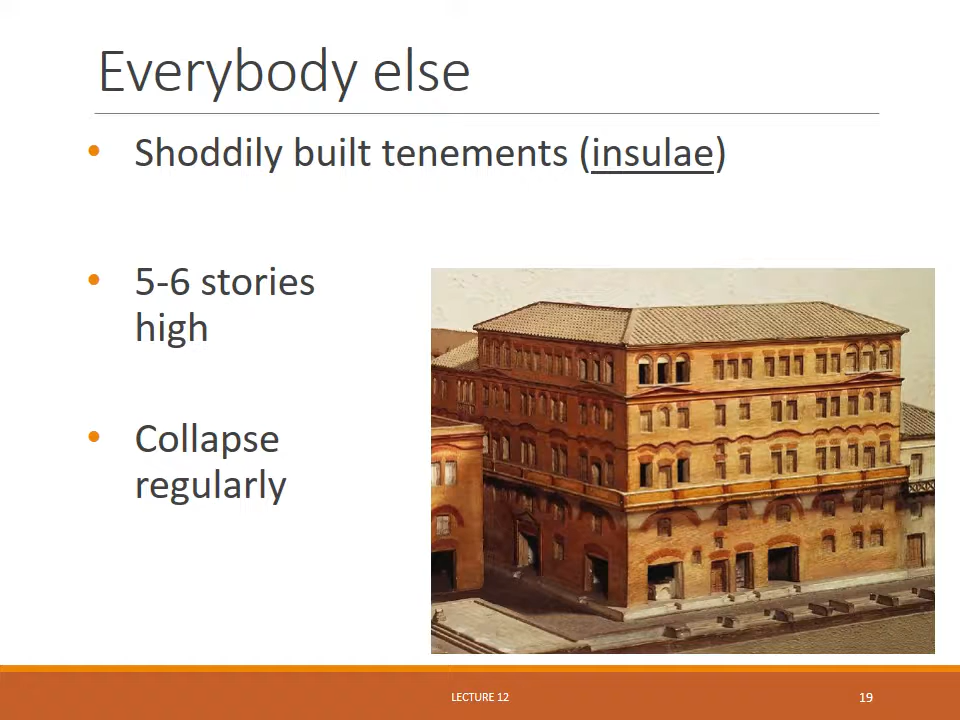 Everybody else
• Shoddily built tenements (insulae)
• 5-6 stories
high
• Collapse
regularly
LECTURE 12
19